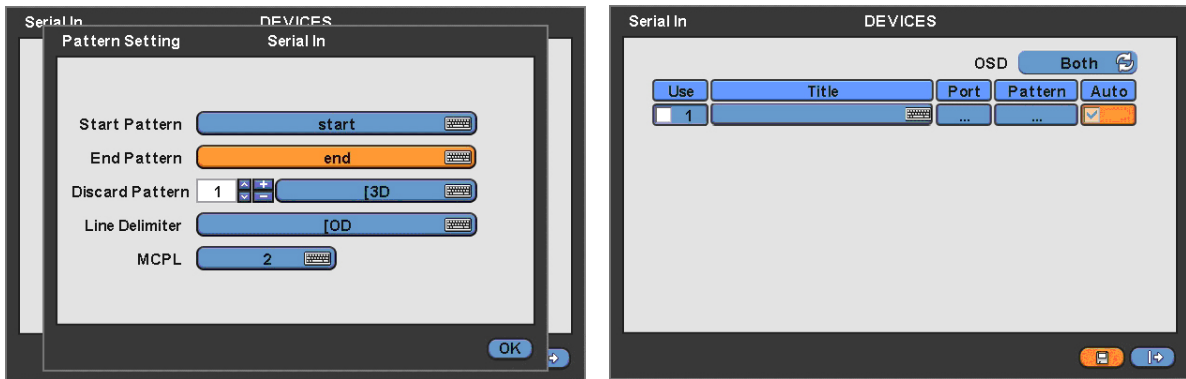 Serial In DEVICES
Pattern Setting Serial In
Start Pattern start
End Pattern end
Discard Pattern 1 [3D
Line Delimiter [OD
MCPL 2
OK
Serial In DEVICES
OSD Both
Use Title Port Pattern Auto
1 ... ...